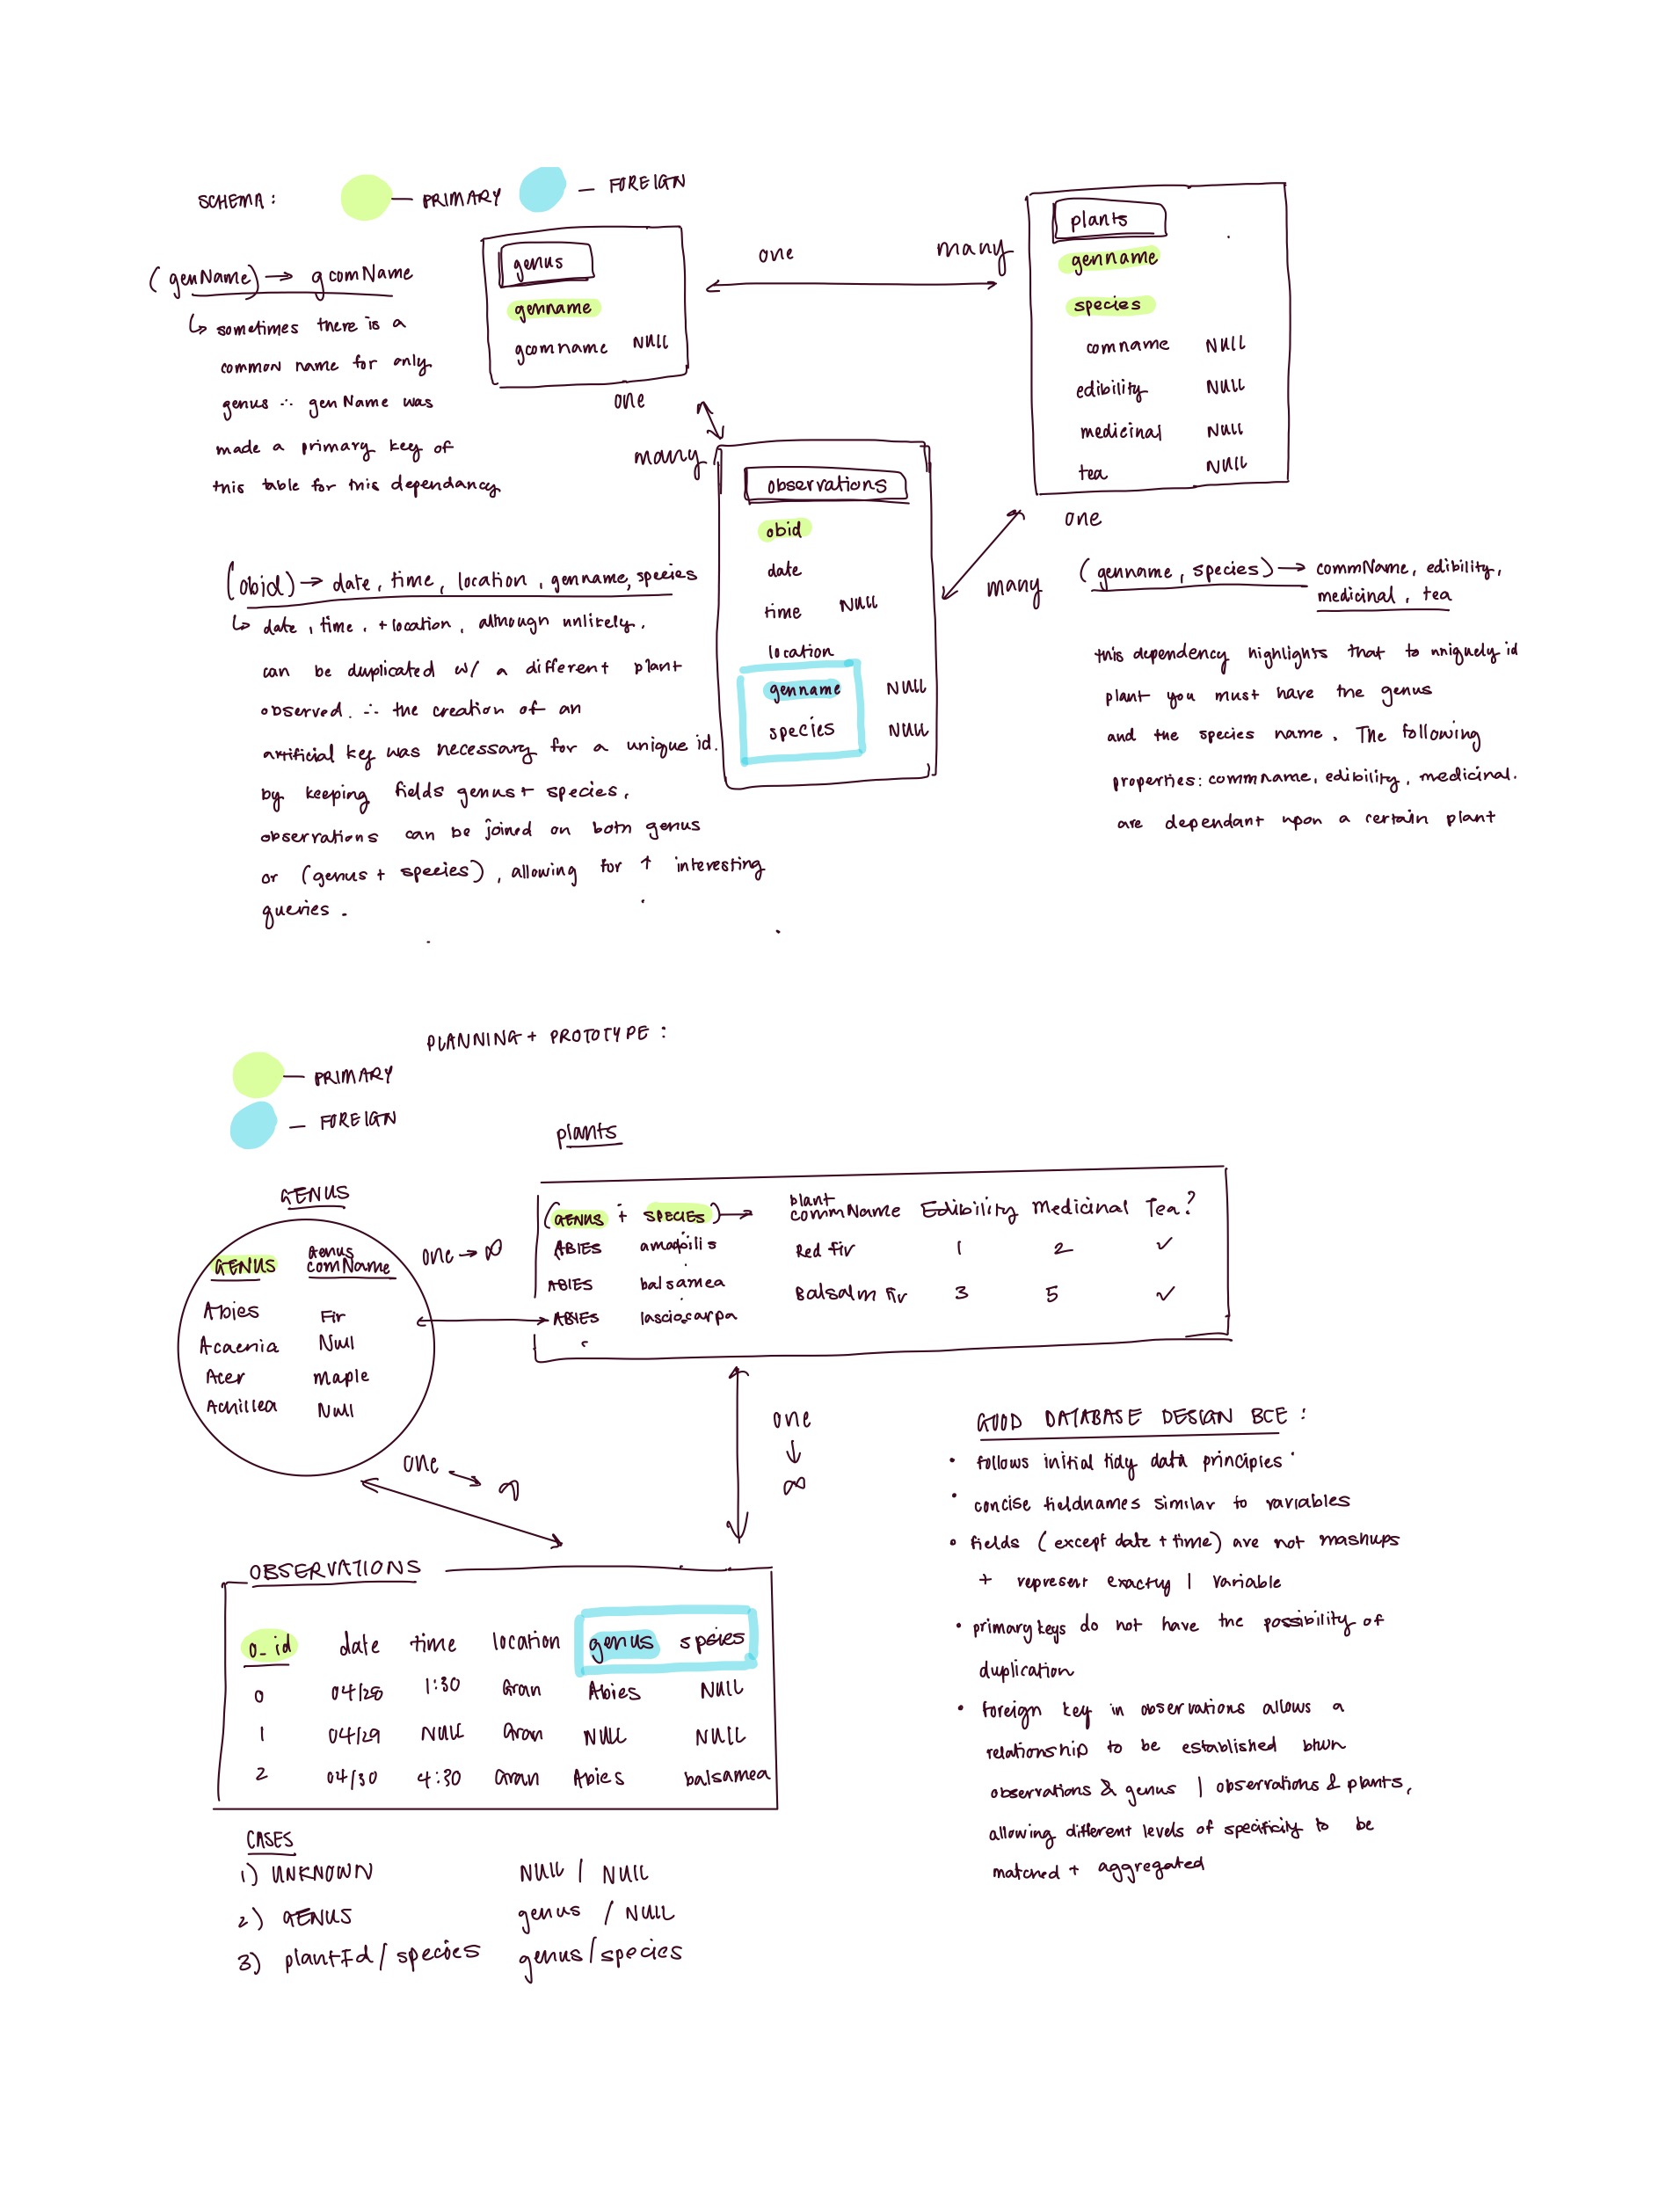 SCHEMA:
— PRIMARY
— FOREIGN
(genName) → gcomName
↳ sometimes there is a
common name for only
genus ∴ genName was
made a primary key of
this table for this dependancy
genus
genname
gcomname NULL
one
many
plants
genname
species
comname NULL
edibility NULL
medicinal NULL
tea NULL
one
many
observations
obid
date
time NULL
location
genname NULL
species NULL
one
many
(obid) → date, time, location, genname, species
↳ date, time, + location, although unlikely,
can be duplicated w/ a different plant
observed. ∴ the creation of an
artificial key was necessary for a unique id.
by keeping fields genus + species,
observations can be joined on both genus
or (genus + species), allowing for ↑ interesting
queries.
(genname, species) → commName, edibility,
medicinal, tea
this dependency highlights that to uniquely id
plant you must have the genus
and the species name. The following
properties: commname, edibility, medicinal.
are dependant upon a certain plant
PLANNING + PROTOTYPE:
— PRIMARY
— FOREIGN
GENUS
GENUS Genus comName
Abies Fir
Acaenia Null
Acer Maple
Achillea Null
one → ∞
plants
(GENUS + SPECIES) → plant commName Edibility Medicinal Tea?
ABIES amabilis Red fir 1 2 ✓
ABIES balsamea Balsalm fir 3 5 ✓
ABIES lasciocarpa
one → ∞
one
↓
∞
OBSERVATIONS
o_id date time location genus speies
0 04/28 1:30 Gran Abies NULL
1 04/29 NULL Gran NULL NULL
2 04/30 4:30 Gran Abies balsamea
CASES
1) UNKNOWN NULL / NULL
2) GENUS genus / NULL
3) plantId / species genus/species
GOOD DATABASE DESIGN BCE:
• follows initial tidy data principles
• concise fieldnames similar to variables
• fields (except date + time) are not mashups
+ represent exactly 1 variable
• primary keys do not have the possibility of
duplication
• foreign key in observations allows a
relationship to be established btwn
observations & genus | observations & plants,
allowing different levels of specificity to be
matched + aggregated